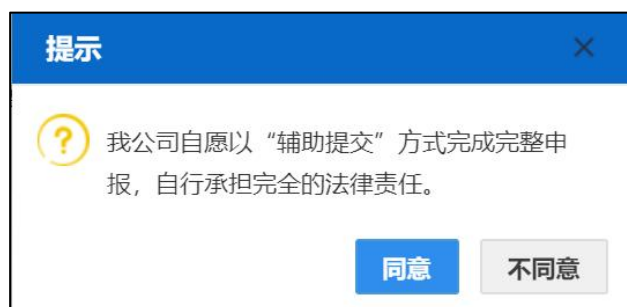 提示
我公司自愿以“辅助提交”方式完成完整申
报，自行承担完全的法律责任。
同意 不同意